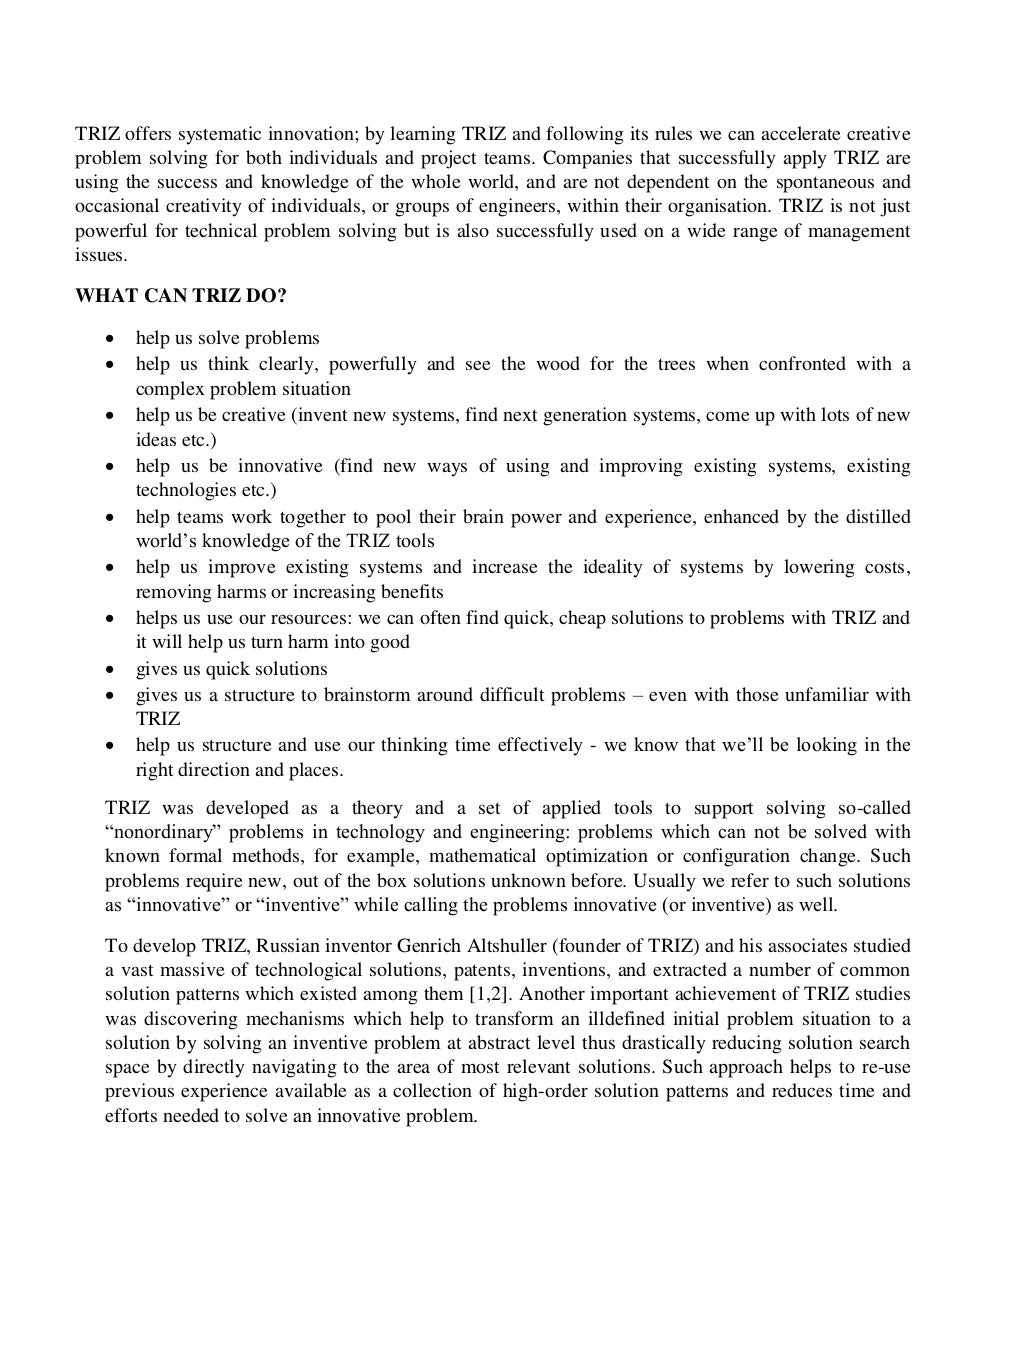 TRIZ offers systematic innovation; by learning TRIZ and following its rules we can accelerate creative
problem solving for both individuals and project teams. Companies that successfully apply TRIZ are
using the success and knowledge of the whole world, and are not dependent on the spontaneous and
occasional creativity of individuals, or groups of engineers, within their organisation. TRIZ is not just
powerful for technical problem solving but is also successfully used on a wide range of management
issues.
WHAT CAN TRIZ DO?
• help us solve problems
• help us think clearly, powerfully and see the wood for the trees when confronted with a
complex problem situation
• help us be creative (invent new systems, find next generation systems, come up with lots of new
ideas etc.)
• help us be innovative (find new ways of using and improving existing systems, existing
technologies etc.)
• help teams work together to pool their brain power and experience, enhanced by the distilled
world’s knowledge of the TRIZ tools
• help us improve existing systems and increase the ideality of systems by lowering costs,
removing harms or increasing benefits
• helps us use our resources: we can often find quick, cheap solutions to problems with TRIZ and
it will help us turn harm into good
• gives us quick solutions
• gives us a structure to brainstorm around difficult problems – even with those unfamiliar with
TRIZ
• help us structure and use our thinking time effectively - we know that we’ll be looking in the
right direction and places.
TRIZ was developed as a theory and a set of applied tools to support solving so-called
“nonordinary” problems in technology and engineering: problems which can not be solved with
known formal methods, for example, mathematical optimization or configuration change. Such
problems require new, out of the box solutions unknown before. Usually we refer to such solutions
as “innovative” or “inventive” while calling the problems innovative (or inventive) as well.
To develop TRIZ, Russian inventor Genrich Altshuller (founder of TRIZ) and his associates studied
a vast massive of technological solutions, patents, inventions, and extracted a number of common
solution patterns which existed among them [1,2]. Another important achievement of TRIZ studies
was discovering mechanisms which help to transform an illdefined initial problem situation to a
solution by solving an inventive problem at abstract level thus drastically reducing solution search
space by directly navigating to the area of most relevant solutions. Such approach helps to re-use
previous experience available as a collection of high-order solution patterns and reduces time and
efforts needed to solve an innovative problem.